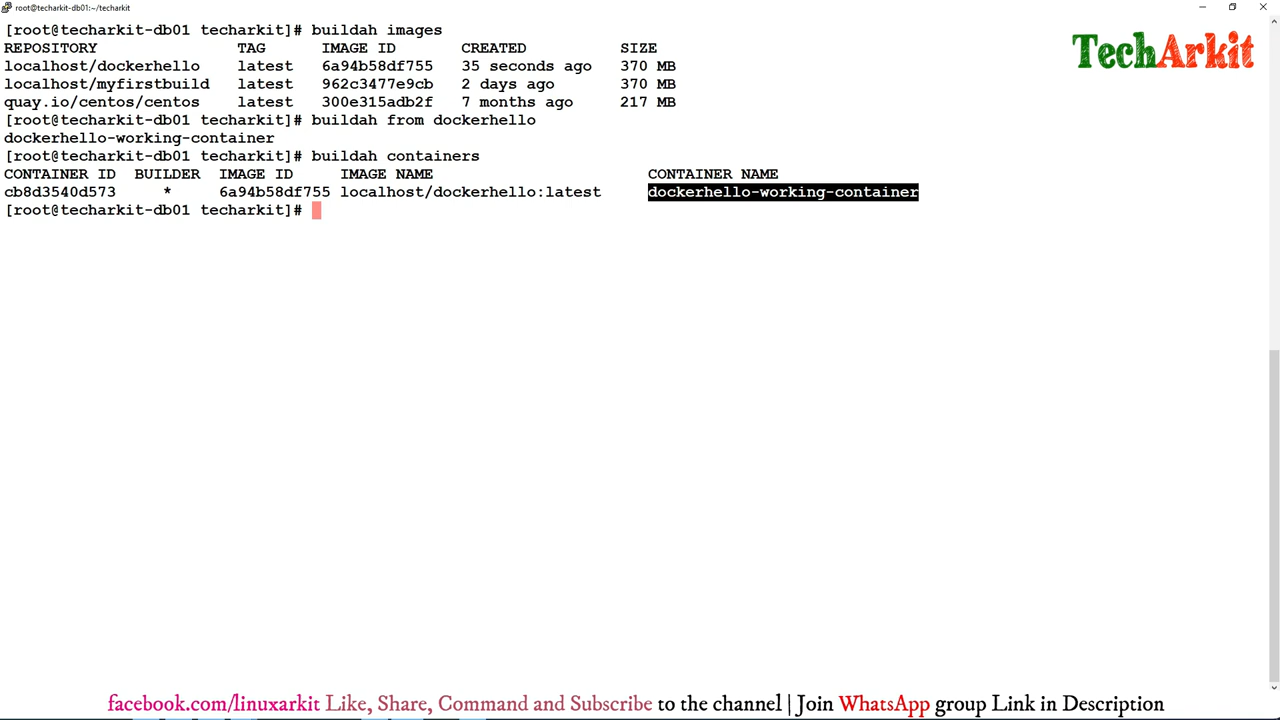 root@techarkit-db01:~/techarkit
[root@techarkit-db01 techarkit]# buildah images
REPOSITORY TAG IMAGE ID CREATED SIZE
localhost/dockerhello latest 6a94b58df755 35 seconds ago 370 MB
localhost/myfirstbuild latest 962c3477e9cb 2 days ago 370 MB
quay.io/centos/centos latest 300e315adb2f 7 months ago 217 MB
[root@techarkit-db01 techarkit]# buildah from dockerhello
dockerhello-working-container
[root@techarkit-db01 techarkit]# buildah containers
CONTAINER ID BUILDER IMAGE ID IMAGE NAME CONTAINER NAME
cb8d3540d573 * 6a94b58df755 localhost/dockerhello:latest dockerhello-working-container
[root@techarkit-db01 techarkit]#
TechArkit
facebook.com/linuxarkit Like, Share, Command and Subscribe to the channel | Join WhatsApp group Link in Description